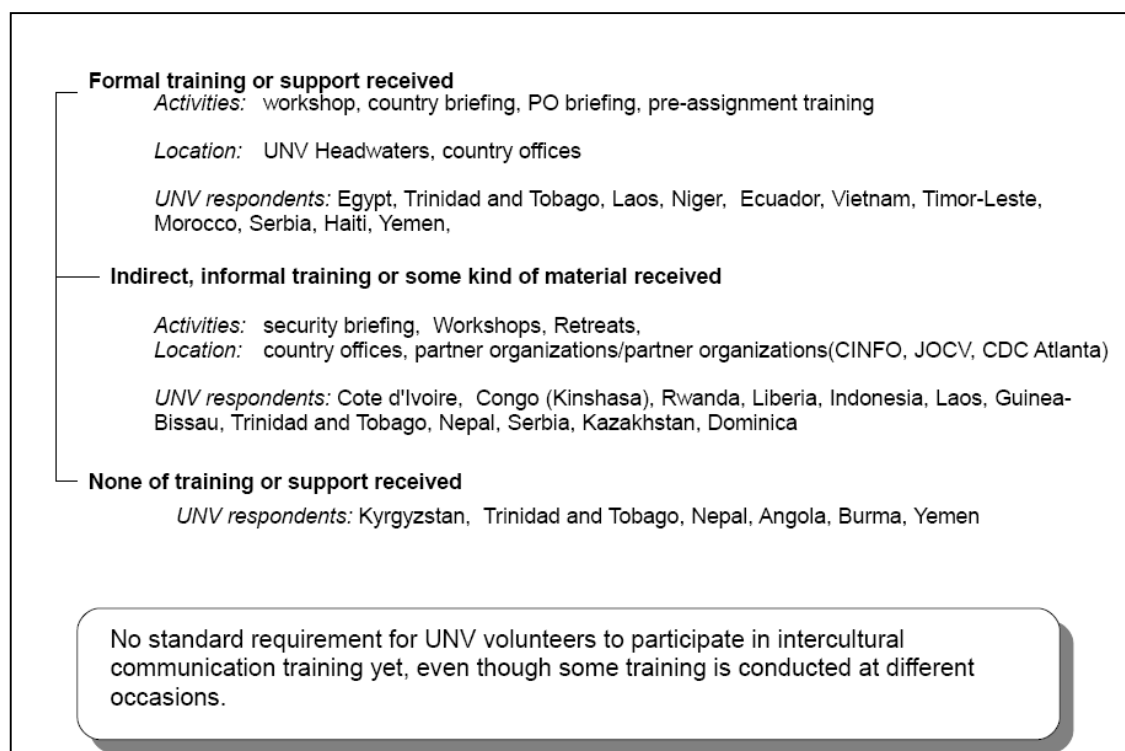 Formal training or support received
Activities: workshop, country briefing, PO briefing, pre-assignment training
Location: UNV Headwaters, country offices
UNV respondents: Egypt, Trinidad and Tobago, Laos, Niger, Ecuador, Vietnam, Timor-Leste,
Morocco, Serbia, Haiti, Yemen,
Indirect, informal training or some kind of material received
Activities: security briefing, Workshops, Retreats,
Location: country offices, partner organizations/partner organizations(CINFO, JOCV, CDC Atlanta)
UNV respondents: Cote d'Ivoire, Congo (Kinshasa), Rwanda, Liberia, Indonesia, Laos, Guinea-
Bissau, Trinidad and Tobago, Nepal, Serbia, Kazakhstan, Dominica
None of training or support received
UNV respondents: Kyrgyzstan, Trinidad and Tobago, Nepal, Angola, Burma, Yemen
No standard requirement for UNV volunteers to participate in intercultural
communication training yet, even though some training is conducted at different
occasions.